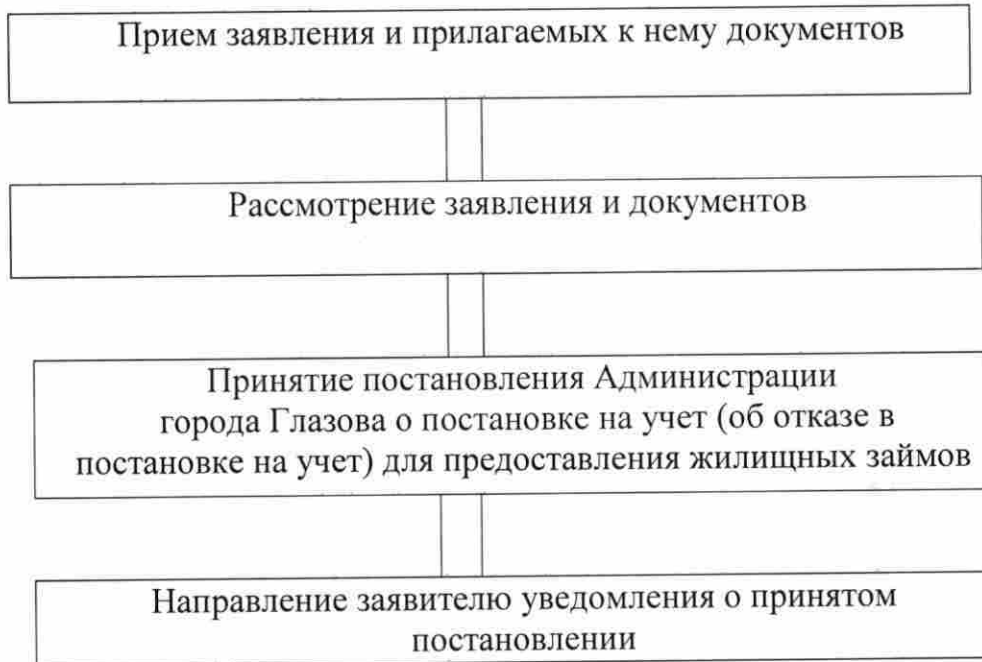 Прием заявления и прилагаемых к нему документов
Рассмотрение заявления и документов
Принятие постановления Администрации
города Глазова о постановке на учет (об отказе в
постановке на учет) для предоставления жилищных займов
Направление заявителю уведомления о принятом
постановлении